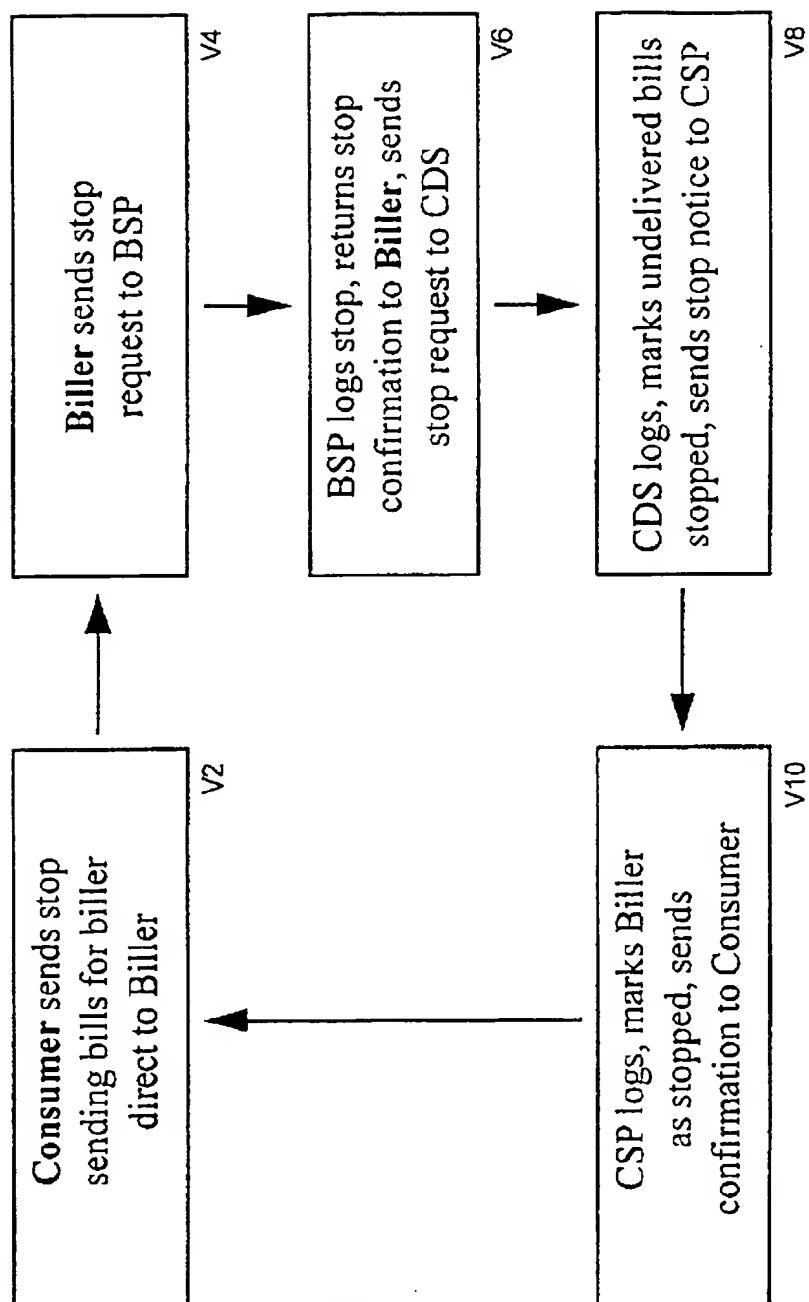 Consumer sends stop
sending bills for biller
direct to Biller
V2
Biller sends stop
request to BSP
V4
BSP logs stop, returns stop
confirmation to Biller, sends
stop request to CDS
V6
CDS logs, marks undelivered bills
stopped, sends stop notice to CSP
V8
CSP logs, marks Biller
as stopped, sends
confirmation to Consumer
V10